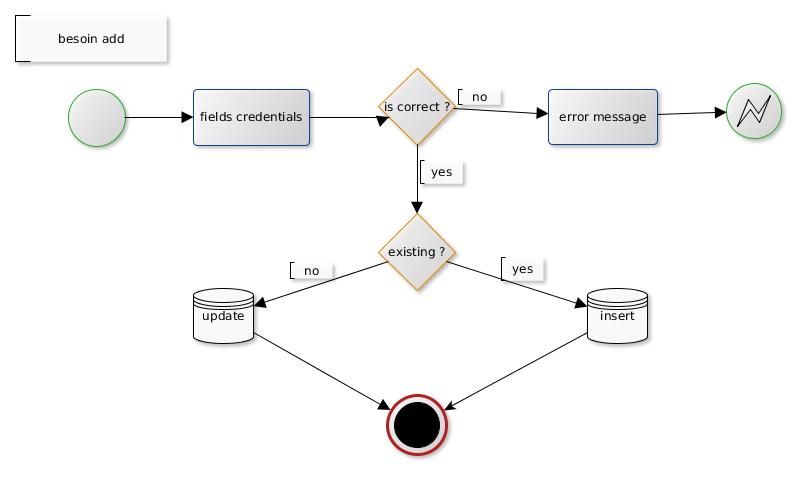 besoin add
fields credentials
is correct ?
no
error message
yes
existing ?
no
yes
update
insert